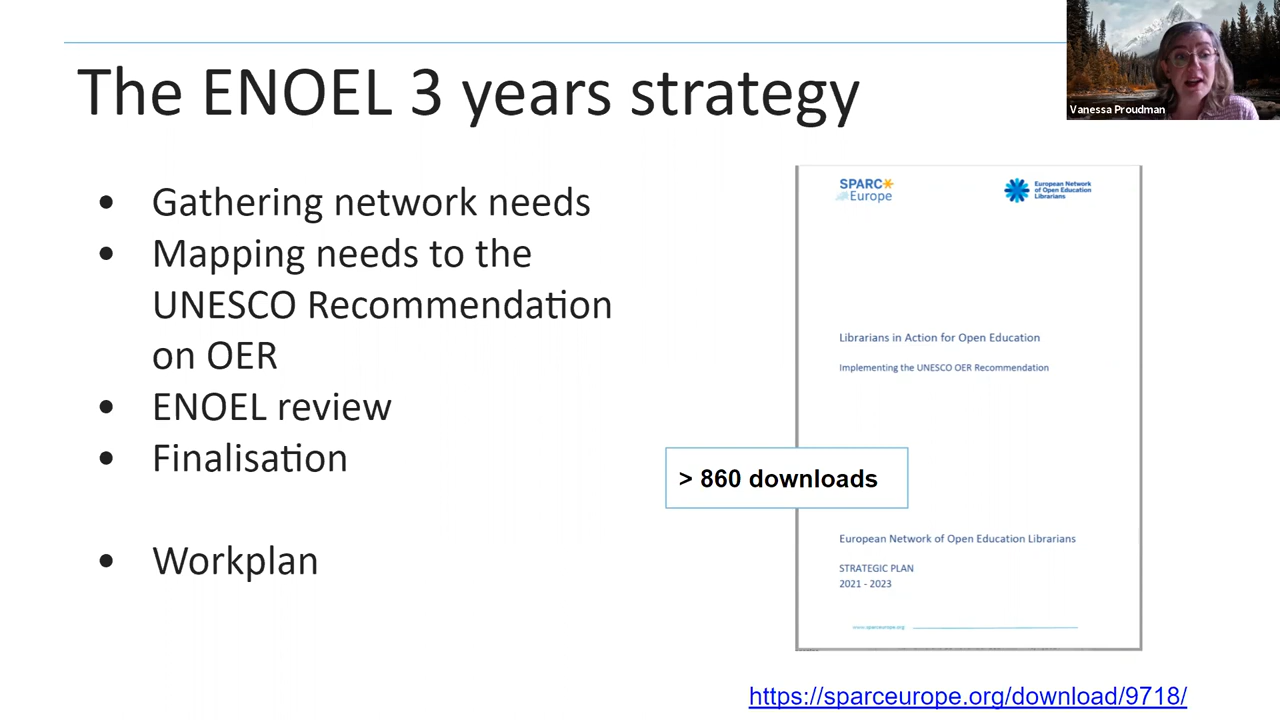 The ENOEL 3 years strategy
Vanessa Proudman
• Gathering network needs
• Mapping needs to the
UNESCO Recommendation
on OER
• ENOEL review
• Finalisation
• Workplan
SPARC
Europe
European Network
of Open Education
Librarians
Librarians in Action for Open Education
Implementing the UNESCO OER Recommendation
> 860 downloads
European Network of Open Education Librarians
STRATEGIC PLAN
2021 - 2023
www.sparceurope.org
https://sparceurope.org/download/9718/